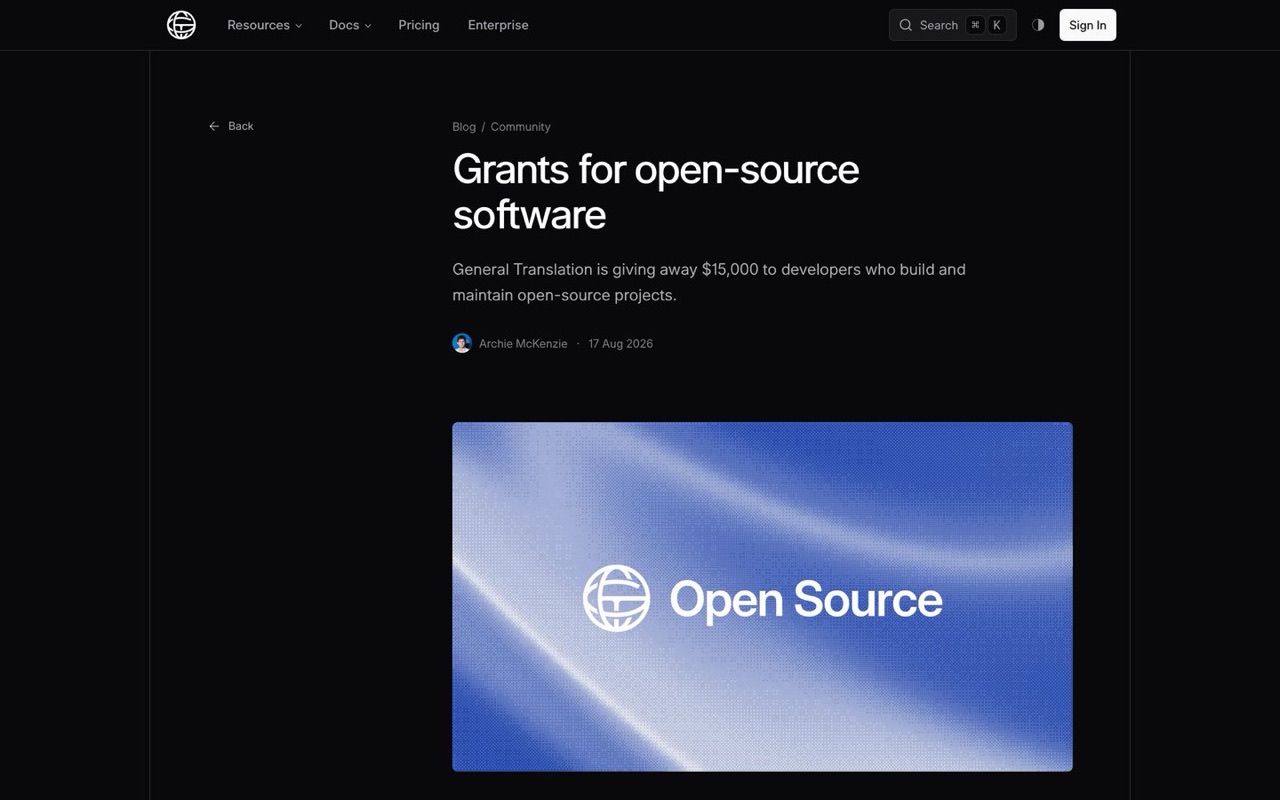 Resources
Docs
Pricing
Enterprise
Search ⌘ K
Sign In
Back
Blog / Community
Grants for open-source
software
General Translation is giving away $15,000 to developers who build and
maintain open-source projects.
Archie McKenzie · 17 Aug 2026
Open Source